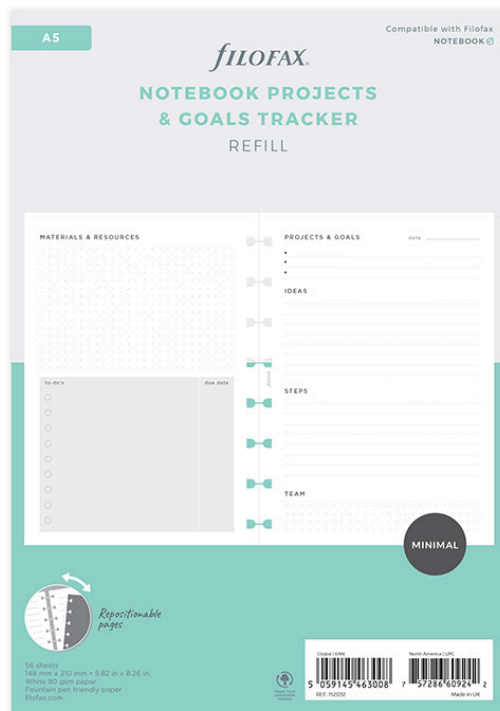 A5
Compatible with Filofax
NOTEBOOK
fILOFAX®
NOTEBOOK PROJECTS
& GOALS TRACKER
REFILL
MATERIALS & RESOURCES
to-do's
due date
PROJECTS & GOALS
date
IDEAS
STEPS
TEAM
filofax
MINIMAL
Repositionable
pages
56 sheets
148 mm x 210 mm • 5.82 in x 8.26 in
White 80 gsm paper
Fountain pen friendly paper
filofax.com
Global | EAN
5 059145 463008
REF. 152032
North America | UPC
7 57286 60924 2
Made in UK